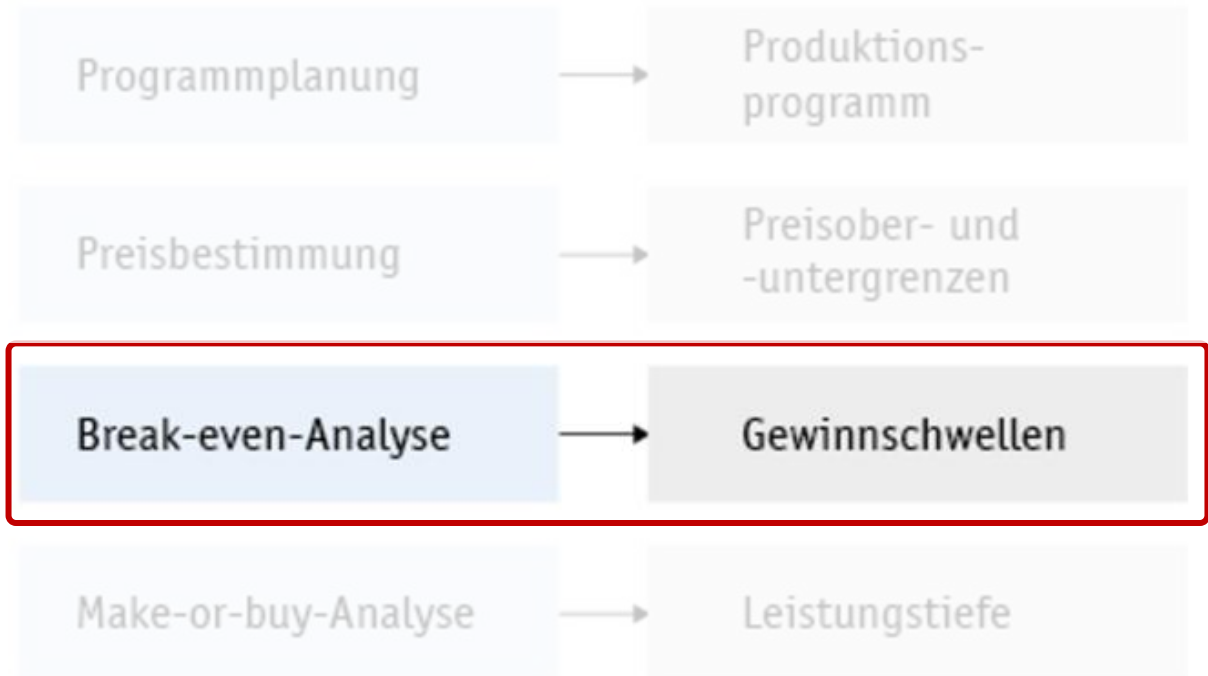 Programmplanung
Produktions-
programm
Preisbestimmung
Preisober- und
-untergrenzen
Break-even-Analyse
Gewinnschwellen
Make-or-buy-Analyse
Leistungstiefe